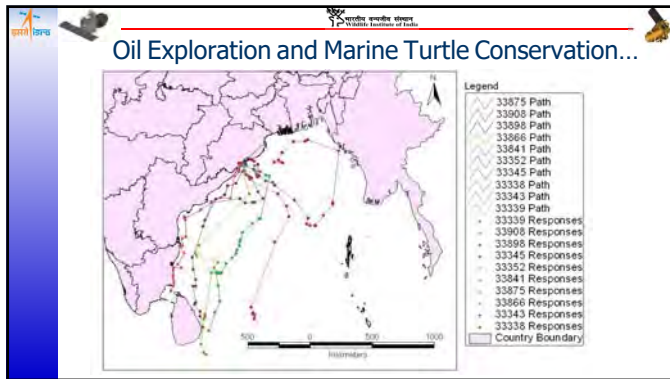 इसरो isro
भारतीय वन्यजीव संस्थान
Wildlife Institute of India
Oil Exploration and Marine Turtle Conservation...
N
Legend
33875 Path
33908 Path
33898 Path
33866 Path
33841 Path
33352 Path
33345 Path
33338 Path
33343 Path
33339 Path
33339 Responses
33908 Responses
33898 Responses
33345 Responses
33352 Responses
33841 Responses
33875 Responses
33866 Responses
33343 Responses
33338 Responses
Country Boundary
500 0 500 1000
Kilometers